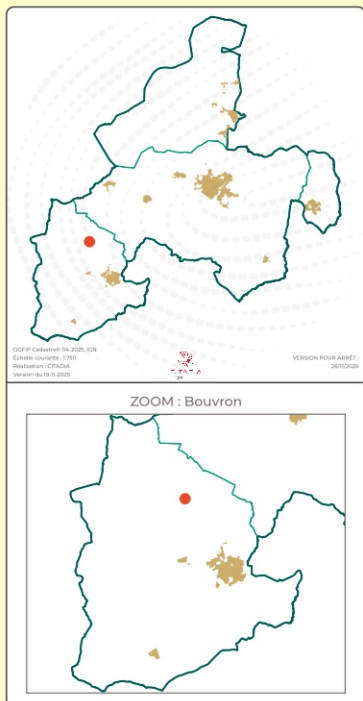 DGFIP Cadastre® 04-2025, IGN
Échelle courante : 1:750
Réalisation : CITADIA
Version du 19-11-2025
CITADIA
VERSION POUR ARRÊT :
26/11/2025
ZOOM : Bouvron